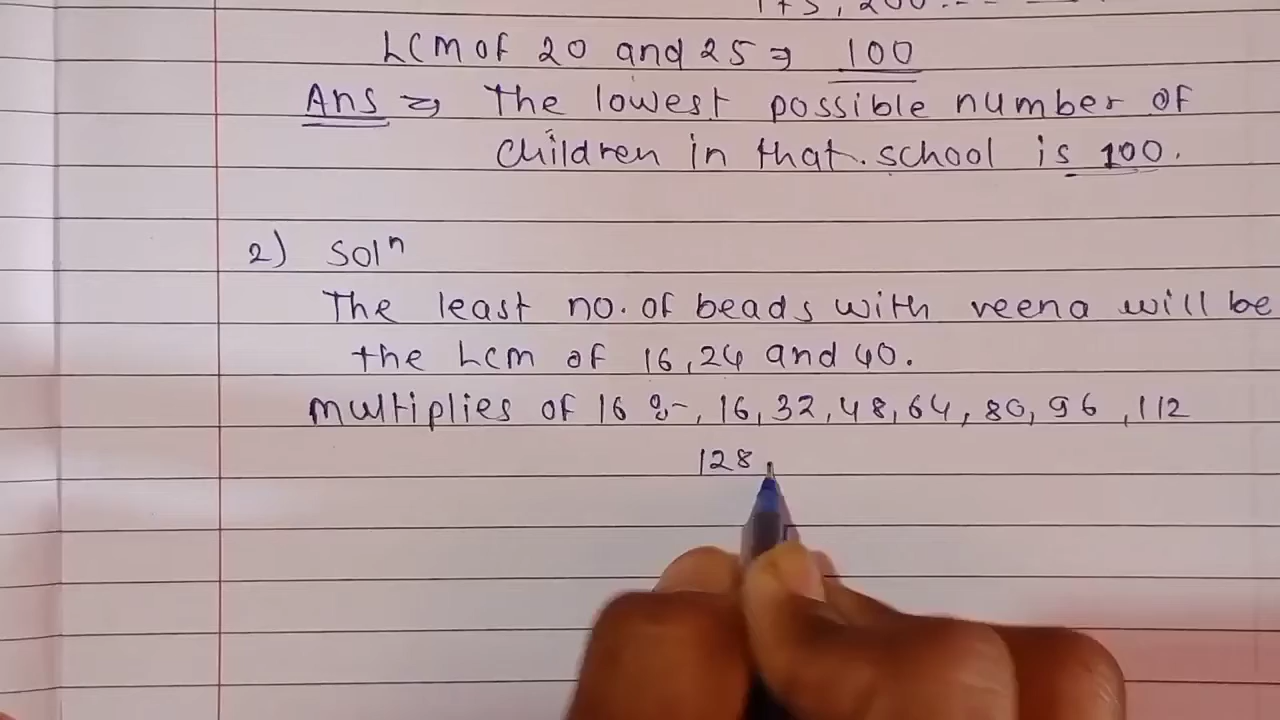 LCM of 20 and 25 ⇒ 100
Ans ⇒ The lowest possible number of
children in that. school is 100.
2) Solⁿ
The least no. of beads with veena will be
the LCM of 16, 24 and 40.
multiplies of 16 :-, 16, 32, 48, 64, 80, 96, 112
128,